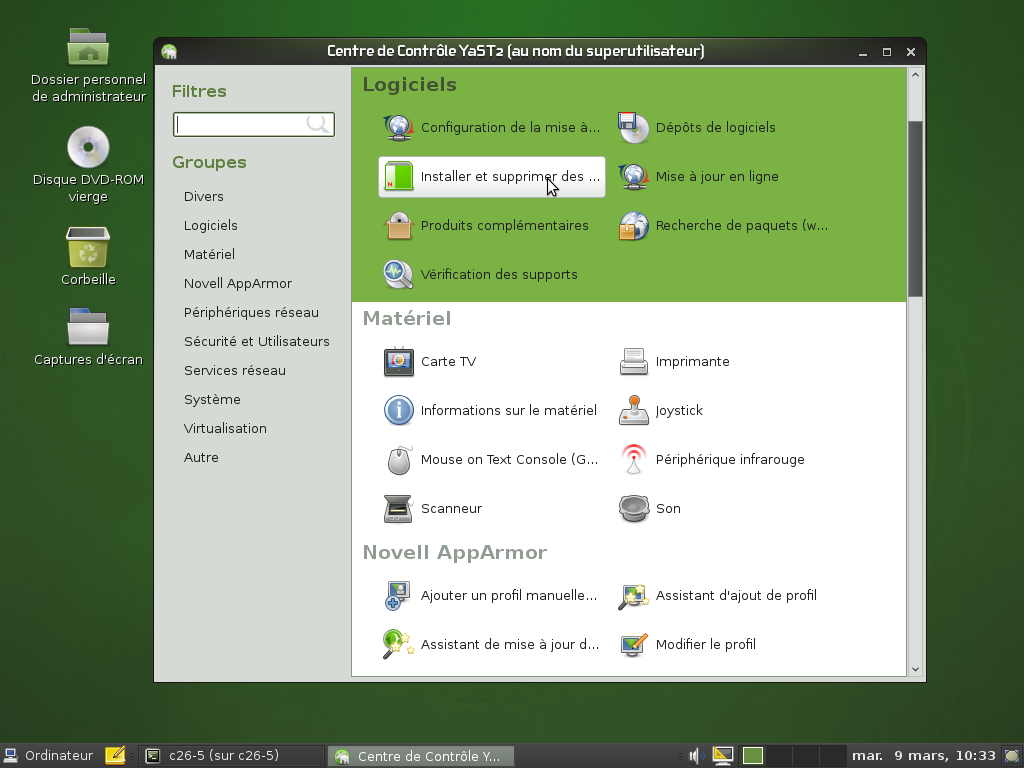 Dossier personnel
de administrateur
Disque DVD-ROM
vierge
Corbeille
Captures d'écran
Centre de Contrôle YaST2 (au nom du superutilisateur)
Filtres
Groupes
Divers
Logiciels
Matériel
Novell AppArmor
Périphériques réseau
Sécurité et Utilisateurs
Services réseau
Système
Virtualisation
Autre
Logiciels
Configuration de la mise à...
Dépôts de logiciels
Installer et supprimer des ...
Mise à jour en ligne
Produits complémentaires
Recherche de paquets (w...
Vérification des supports
Matériel
Carte TV
Imprimante
Informations sur le matériel
Joystick
Mouse on Text Console (G...
Périphérique infrarouge
Scanneur
Son
Novell AppArmor
Ajouter un profil manuelle...
Assistant d'ajout de profil
Assistant de mise à jour d...
Modifier le profil
Ordinateur
c26-5 (sur c26-5)
Centre de Contrôle Y...
mar. 9 mars, 10:33